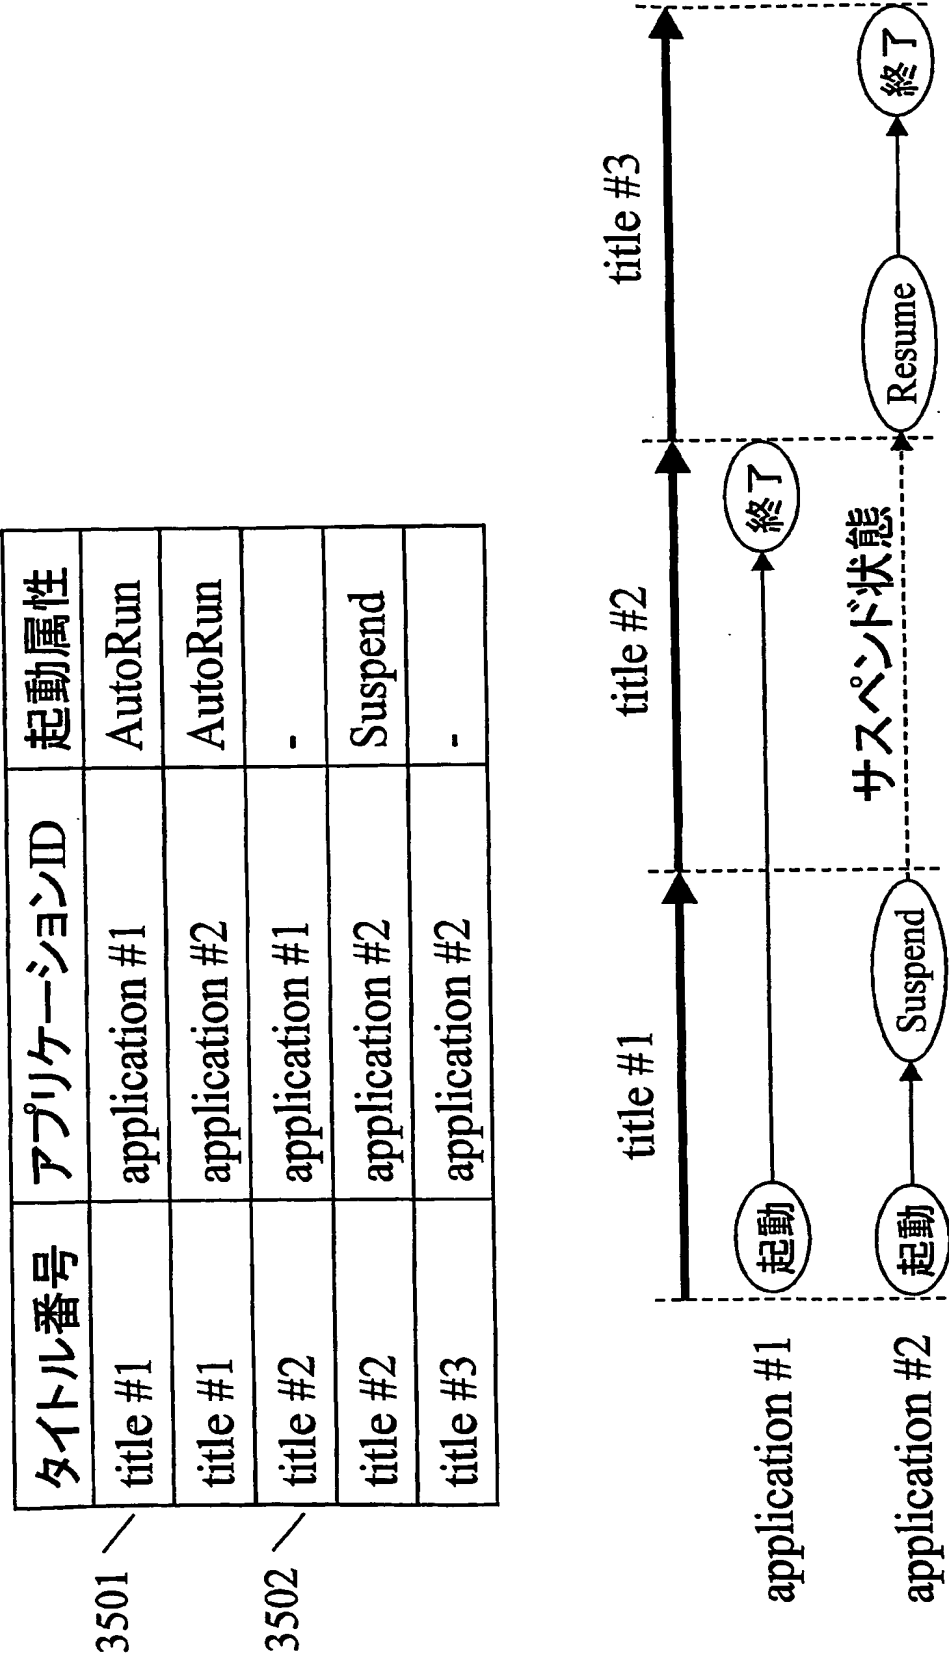 タイトル番号 アプリケーションID 起動属性
3501 title #1 application #1 AutoRun
title #1 application #2 AutoRun
3502 title #2 application #1 -
title #2 application #2 Suspend
title #3 application #2 -
title #1 title #2 title #3
application #1 起動 終了
サスペンド状態
application #2 起動 Suspend Resume 終了